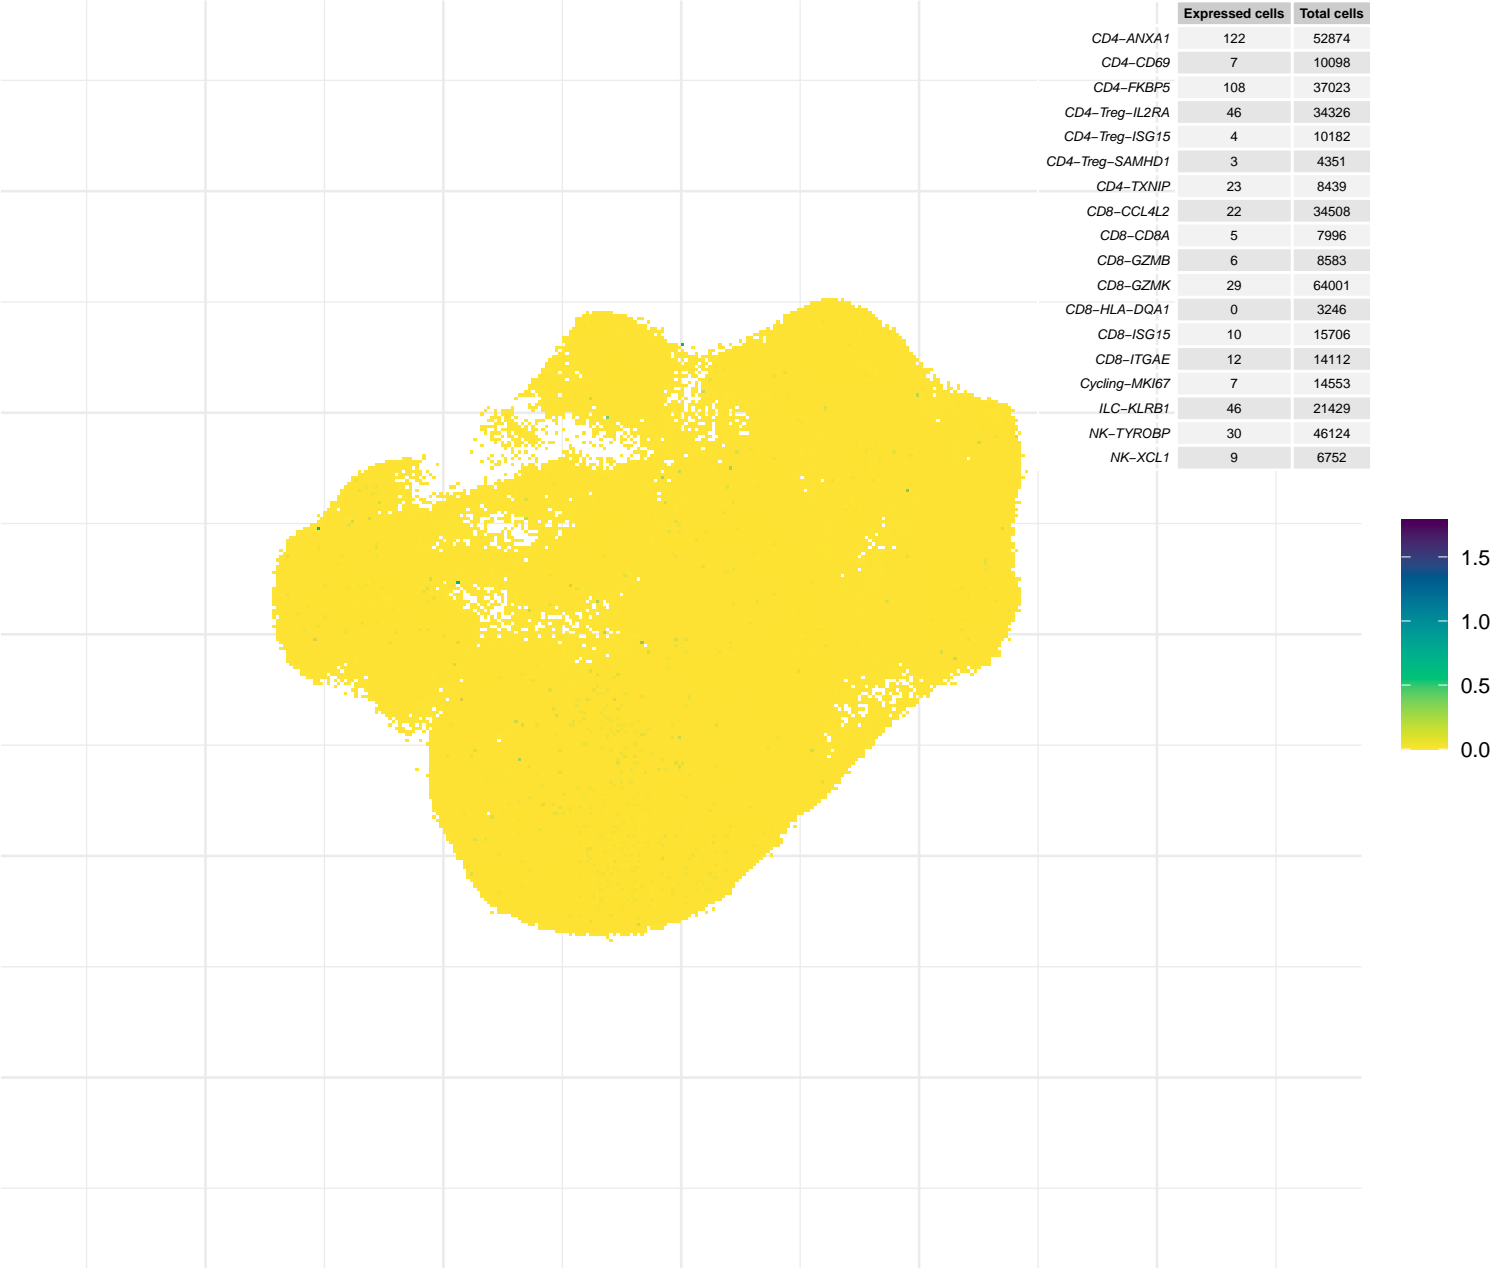 Expressed cells Total cells
CD4−ANXA1 122 52874
CD4−CD69 7 10098
CD4−FKBP5 108 37023
CD4−Treg−IL2RA 46 34326
CD4−Treg−ISG15 4 10182
CD4−Treg−SAMHD1 3 4351
CD4−TXNIP 23 8439
CD8−CCL4L2 22 34508
CD8−CD8A 5 7996
CD8−GZMB 6 8583
CD8−GZMK 29 64001
CD8−HLA−DQA1 0 3246
CD8−ISG15 10 15706
CD8−ITGAE 12 14112
Cycling−MKI67 7 14553
ILC−KLRB1 46 21429
NK−TYROBP 30 46124
NK−XCL1 9 6752
1.5
1.0
0.5
0.0